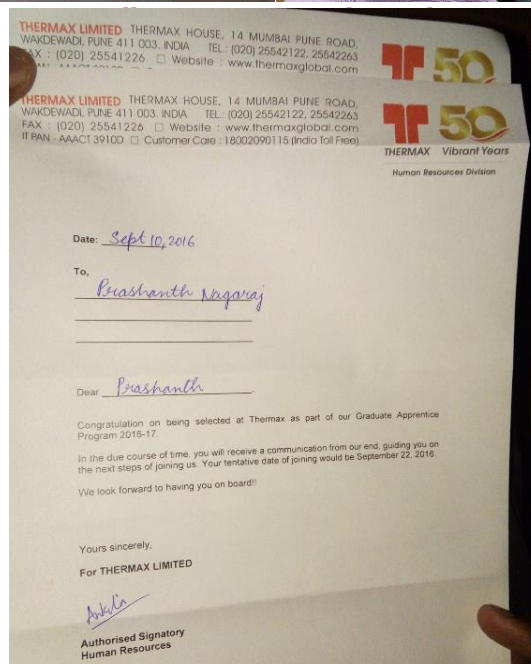 THERMAX LIMITED THERMAX HOUSE, 14 MUMBAI PUNE ROAD,
WAKDEWADI, PUNE 411 003. INDIA TEL.: (020) 25542122, 25542263
FAX : (020) 25541226 □ Website : www.thermaxglobal.com
50
THERMAX LIMITED THERMAX HOUSE, 14 MUMBAI PUNE ROAD,
WAKDEWADI, PUNE 411 003. INDIA TEL.: (020) 25542122, 25542263
FAX : (020) 25541226 □ Website : www.thermaxglobal.com
IT PAN - AAACT 3910D □ Customer Care : 18002090115 (India Toll Free)
50
THERMAX Vibrant Years
Human Resources Division
Date: Sept 10, 2016
To,
Prashanth Nagaraj
Dear Prashanth
Congratulation on being selected at Thermax as part of our Graduate Apprentice
Program 2016-17.
In the due course of time, you will receive a communication from our end, guiding you on
the next steps of joining us. Your tentative date of joining would be September 22, 2016.
We look forward to having you on board!!
Yours sincerely,
For THERMAX LIMITED
Authorised Signatory
Human Resources